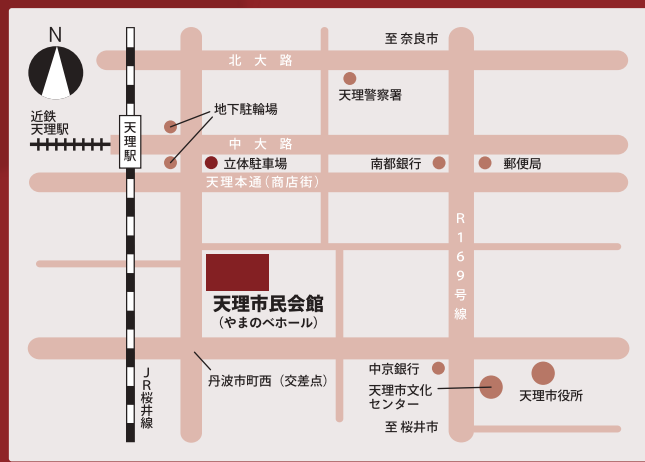 N
至 奈良市
北大路
天理警察署
近鉄
天理駅
地下駐輪場
天理駅
中大路
立体駐車場
南都銀行
郵便局
天理本通（商店街）
R169号線
天理市民会館
（やまのべホール）
JR桜井線
丹波市町西（交差点）
中京銀行
天理市文化
センター
天理市役所
至 桜井市